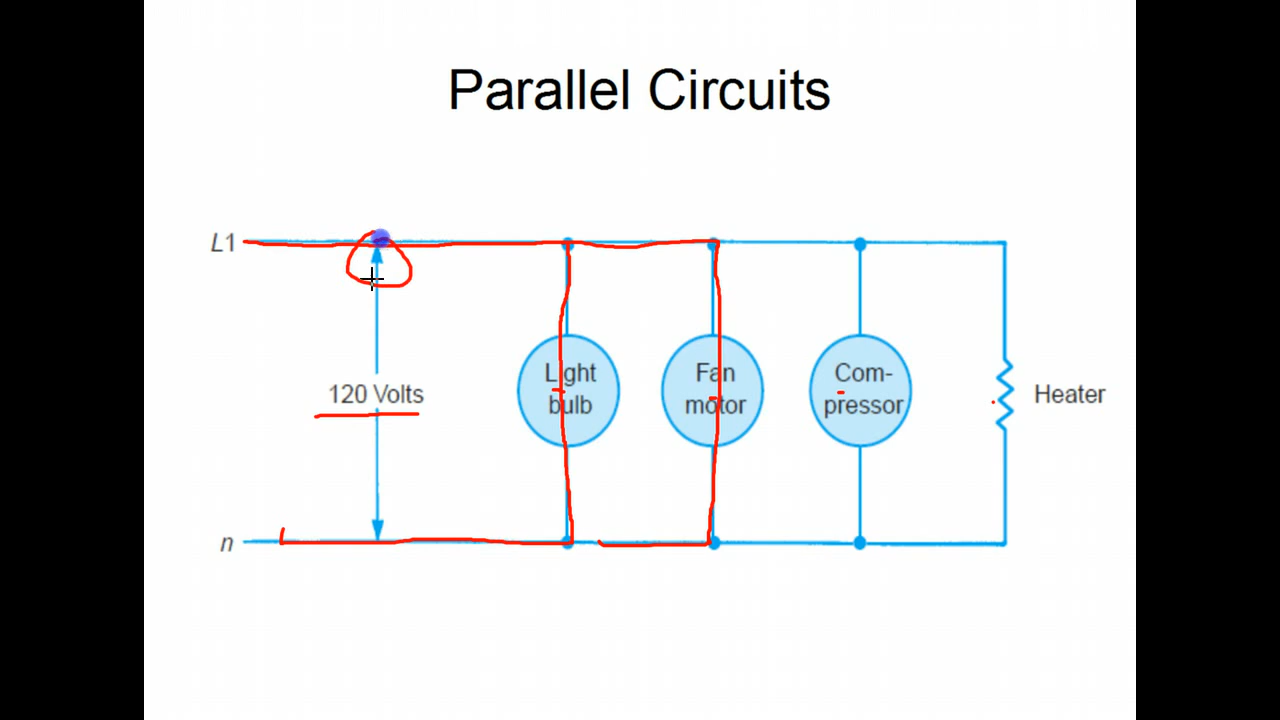 Parallel Circuits
L1
120 Volts
Light
bulb
Fan
motor
Com-
pressor
Heater
n